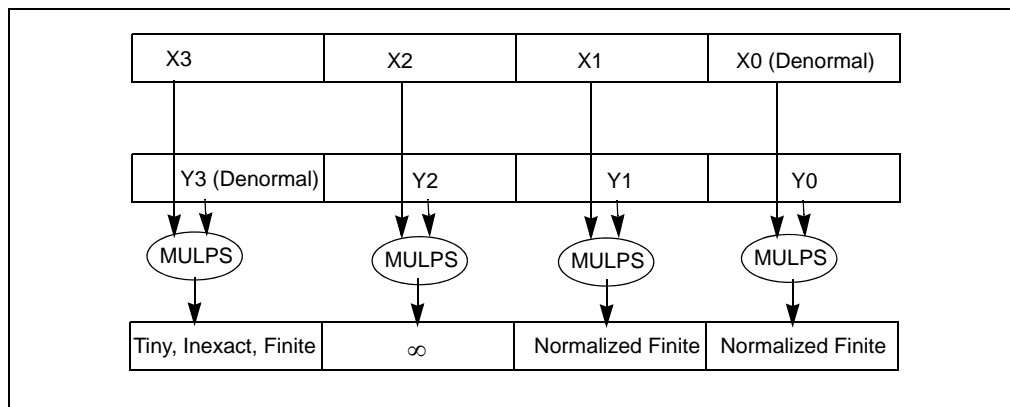 X3 X2 X1 X0 (Denormal)
Y3 (Denormal) Y2 Y1 Y0
MULPS MULPS MULPS MULPS
Tiny, Inexact, Finite ∞ Normalized Finite Normalized Finite